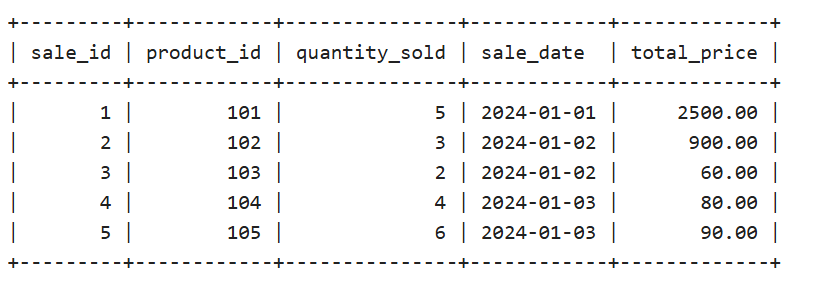 +---------+------------+---------------+------------+-------------+
| sale_id | product_id | quantity_sold | sale_date  | total_price |
+---------+------------+---------------+------------+-------------+
|       1 |        101 |             5 | 2024-01-01 |     2500.00 |
|       2 |        102 |             3 | 2024-01-02 |      900.00 |
|       3 |        103 |             2 | 2024-01-02 |       60.00 |
|       4 |        104 |             4 | 2024-01-03 |       80.00 |
|       5 |        105 |             6 | 2024-01-03 |       90.00 |
+---------+------------+---------------+------------+-------------+